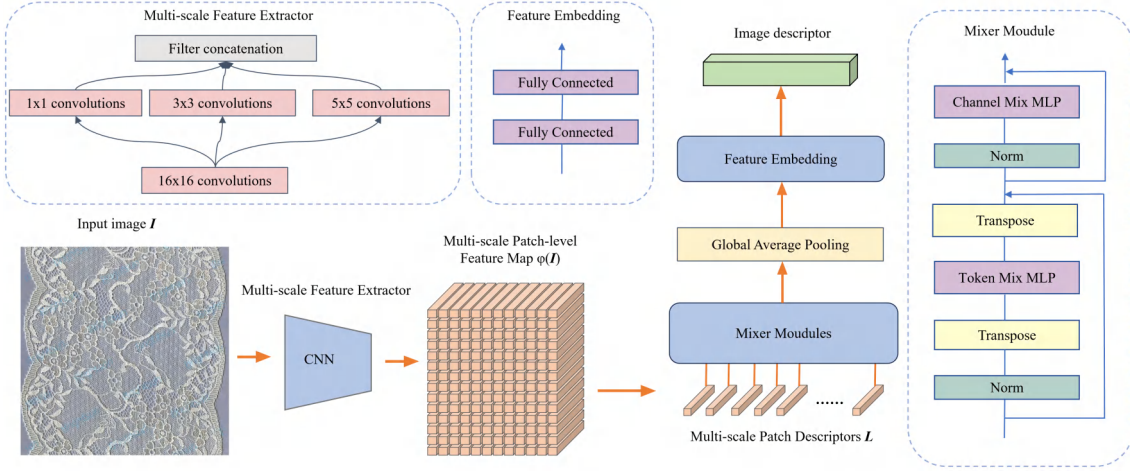 Multi-scale Feature Extractor
Filter concatenation
1x1 convolutions
3x3 convolutions
5x5 convolutions
16x16 convolutions
Feature Embedding
Fully Connected
Fully Connected
Image descriptor
Feature Embedding
Global Average Pooling
Mixer Moudules
......
Multi-scale Patch Descriptors L
Mixer Moudule
Channel Mix MLP
Norm
Transpose
Token Mix MLP
Transpose
Norm
Input image I
Multi-scale Feature Extractor
CNN
Multi-scale Patch-level
Feature Map φ(I)